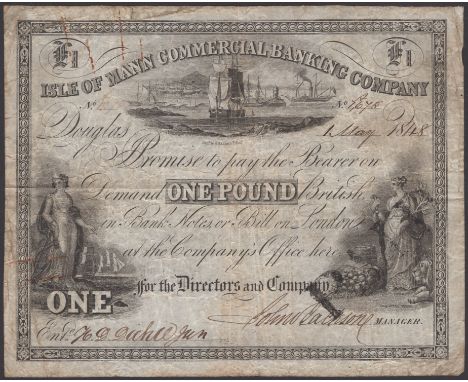 £1 £1
ISLE OF MANN COMMERCIAL BANKING COMPANY
No No 7878
Douglas 1 May 1848
Promise to pay the Bearer on
Demand ONE POUND British
in Bank Notes or Bill on London
at the Company's Office here
For the Directors and Company
ONE
MANAGER.
Entd.